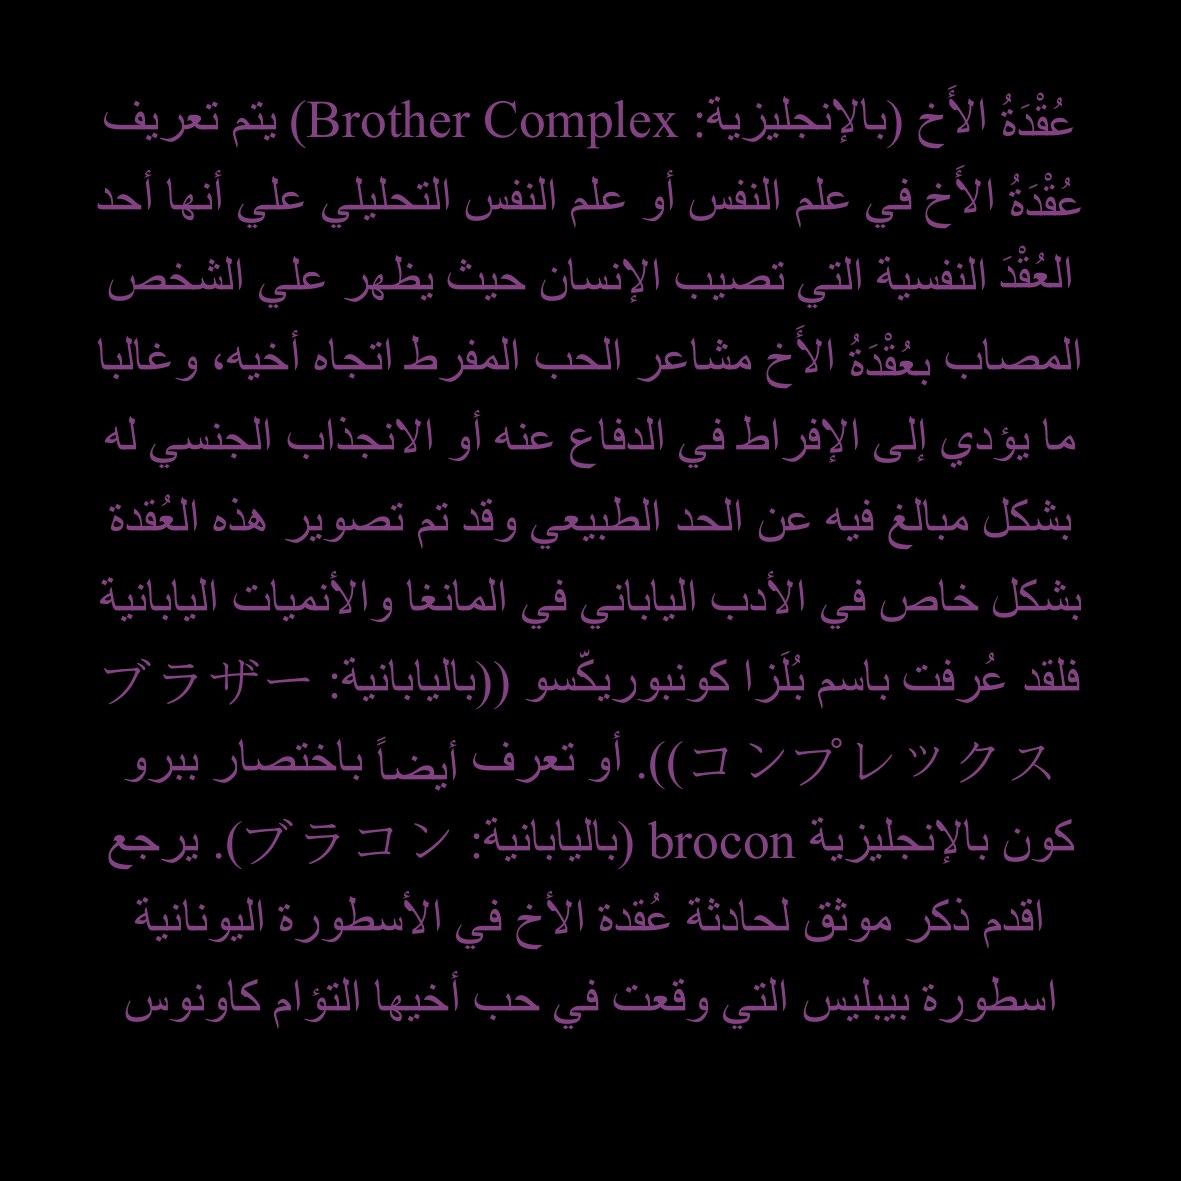 عُقْدَةُ الأَخ (بالإنجليزية: Brother Complex) يتم تعريف
عُقْدَةُ الأَخ في علم النفس أو علم النفس التحليلي علي أنها أحد
العُقْدَ النفسية التي تصيب الإنسان حيث يظهر علي الشخص
المصاب بعُقْدَةُ الأَخ مشاعر الحب المفرط اتجاه أخيه، وغالبا
ما يؤدي إلى الإفراط في الدفاع عنه أو الانجذاب الجنسي له
بشكل مبالغ فيه عن الحد الطبيعي وقد تم تصوير هذه العُقدة
بشكل خاص في الأدب الياباني في المانغا والأنميات اليابانية
فلقد عُرفت باسم بُلَزا كونبوريكّسو ((باليابانية: ブラザー
コンプレックス)). أو تعرف أيضاً باختصار ببرو
كون بالإنجليزية brocon (باليابانية: ブラコン). يرجع
اقدم ذكر موثق لحادثة عُقدة الأخ في الأسطورة اليونانية
اسطورة بيبليس التي وقعت في حب أخيها التؤام كاونوس